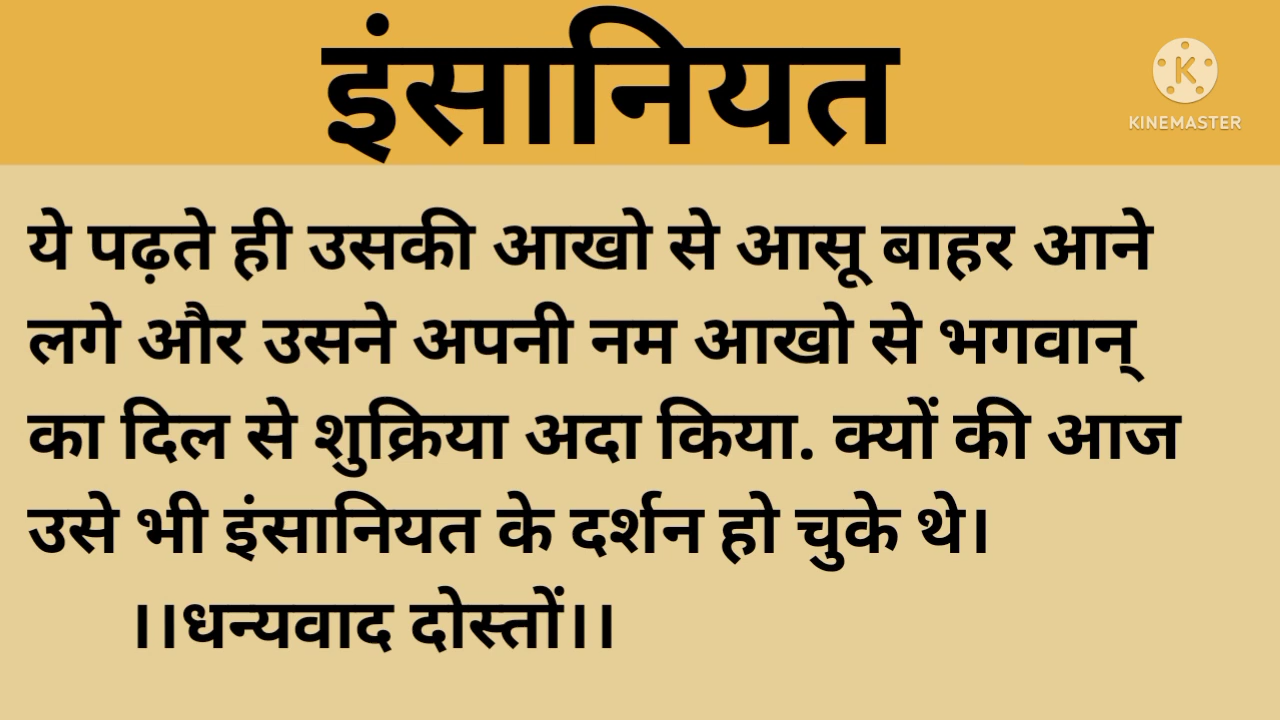 इंसानियत
KINEMASTER
ये पढ़ते ही उसकी आखो से आसू बाहर आने
लगे और उसने अपनी नम आखो से भगवान्
का दिल से शुक्रिया अदा किया. क्यों की आज
उसे भी इंसानियत के दर्शन हो चुके थे।
।।धन्यवाद दोस्तों।।